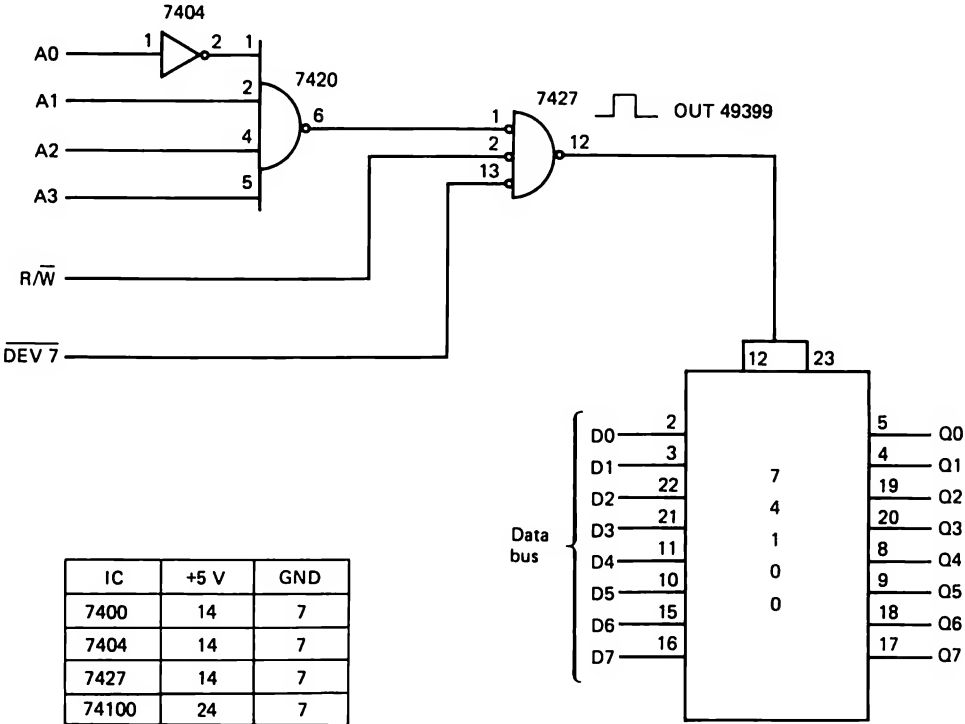 7404
A0 1 2 1
7420
A1 2
6
A2 4
A3 5
7427
1
2
13
12
OUT 49399
R/W̅
D̅E̅V̅ ̅7̅
12 23
Data
bus
D0 2 5 Q0
D1 3 4 Q1
D2 22 19 Q2
D3 21 20 Q3
D4 11 8 Q4
D5 10 9 Q5
D6 15 18 Q6
D7 16 17 Q7
7
4
1
0
0
IC +5 V GND
7400 14 7
7404 14 7
7427 14 7
74100 24 7